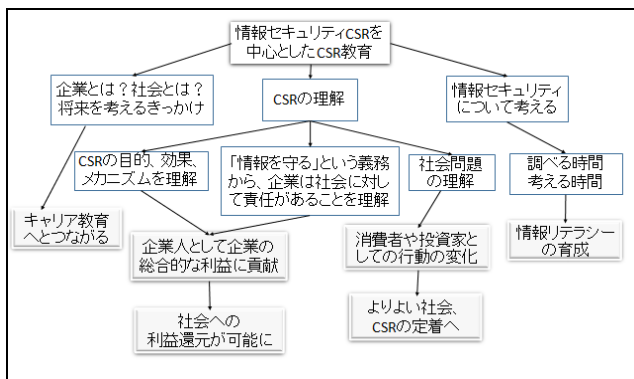 情報セキュリティCSRを
中心としたCSR教育
企業とは？社会とは？
将来を考えるきっかけ
CSRの理解
情報セキュリティ
について考える
CSRの目的、効果、
メカニズムを理解
「情報を守る」という義務
から、企業は社会に対し
て責任があることを理解
社会問題
の理解
調べる時間
考える時間
キャリア教育
へとつながる
企業人として企業の
総合的な利益に貢献
消費者や投資家と
しての行動の変化
情報リテラシー
の育成
社会への
利益還元が可能に
よりよい社会、
CSRの定着へ